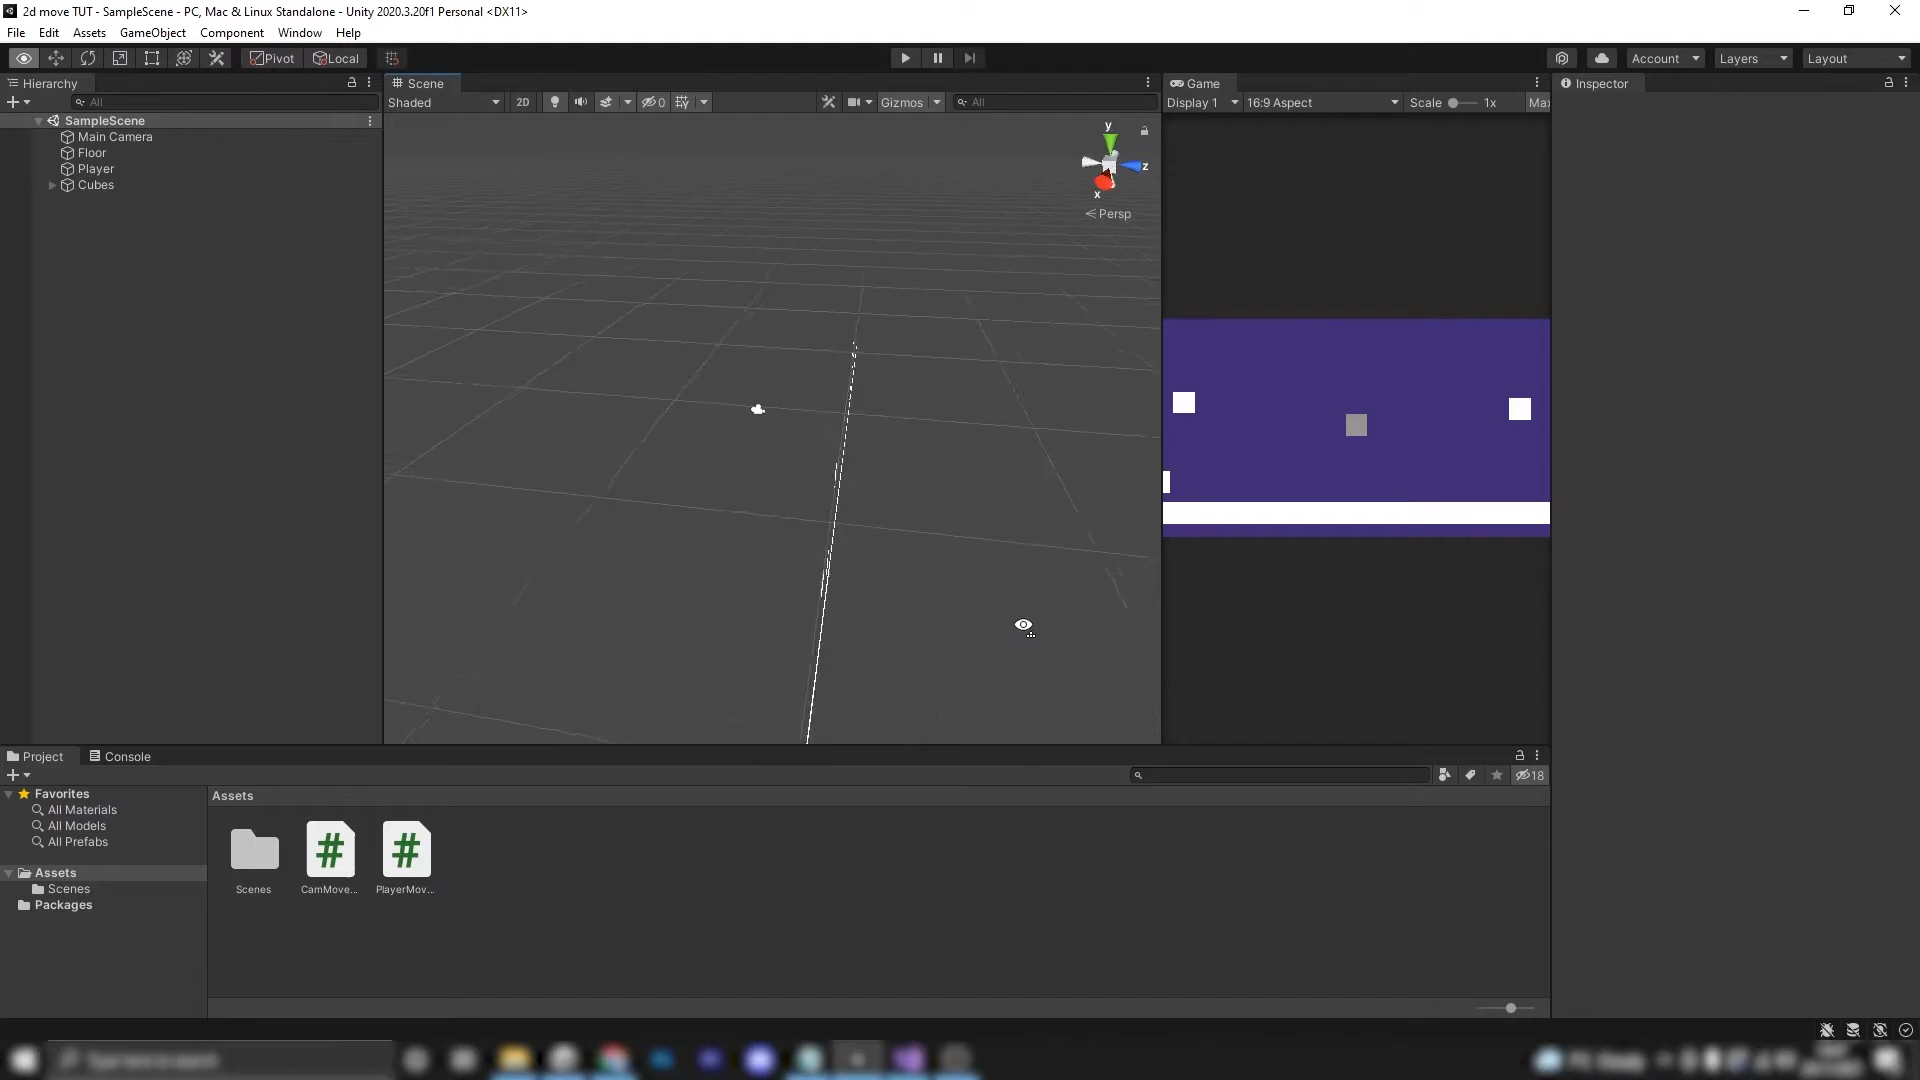 2d move TUT - SampleScene - PC, Mac & Linux Standalone - Unity 2020.3.20f1 Personal <DX11>
File Edit Assets GameObject Component Window Help
Pivot Local Account Layers Layout
Hierarchy Scene Game Inspector
All Shaded 2D 0 Gizmos All Display 1 16:9 Aspect Scale 1x Max
SampleScene
Main Camera
Floor
Player
Cubes
y
z
x
Persp
Project Console
18
Favorites Assets
All Materials
All Models
All Prefabs
Assets
Scenes
Packages
Scenes CamMove... PlayerMov...